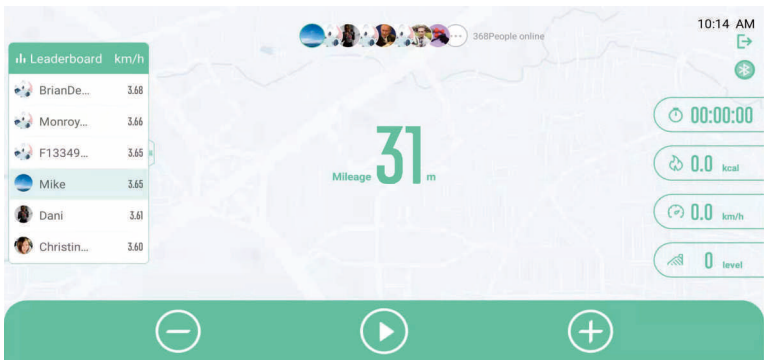 10:14 AM
368People online
Leaderboard km/h
BrianDe... 3.68
Monroy... 3.66
F13349... 3.65
Mike 3.65
Dani 3.61
Christin... 3.60
Mileage 31 m
00:00:00
0.0 kcal
0.0 km/h
0 level